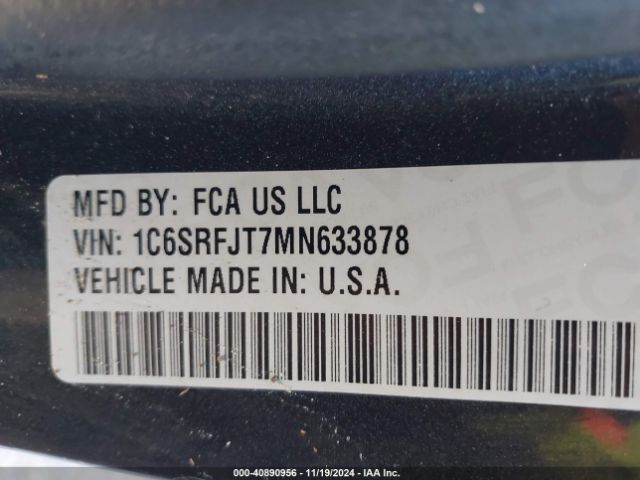 MFD BY: FCA US LLC
VIN: 1C6SRFJT7MN633878
VEHICLE MADE IN: U.S.A.
000-40890956 - 11/19/2024 - IAA Inc.